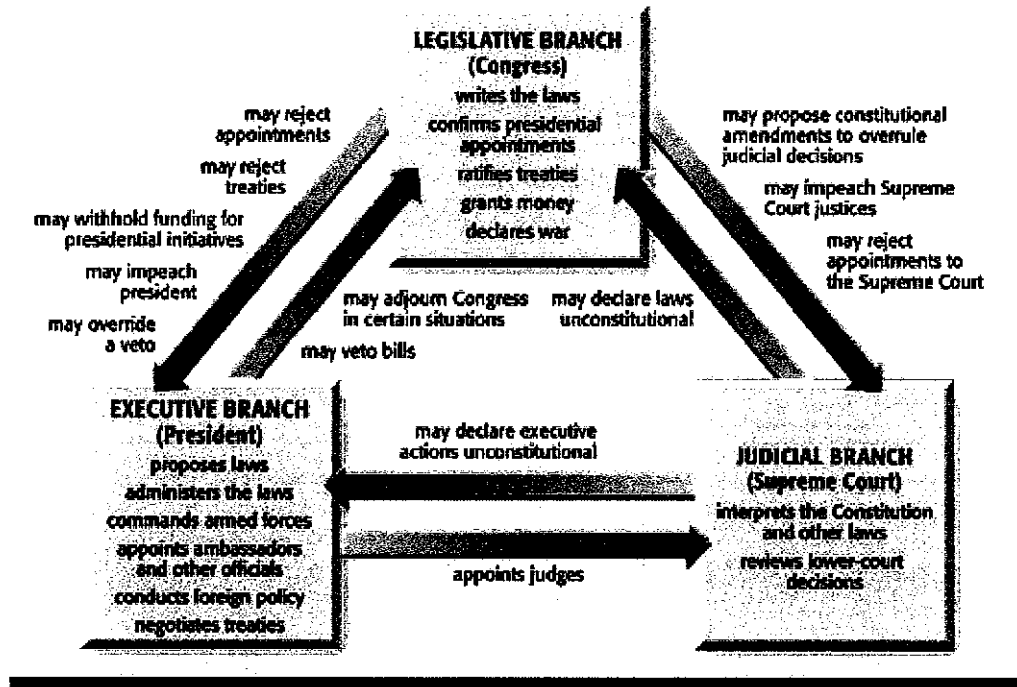 LEGISLATIVE BRANCH
(Congress)
writes the laws
confirms presidential
appointments
ratifies treaties
grants money
declares war
may reject
appointments
may reject
treaties
may withhold funding for
presidential initiatives
may impeach
president
may override
a veto
may propose constitutional
amendments to overrule
judicial decisions
may impeach Supreme
Court justices
may reject
appointments to
the Supreme Court
may adjourn Congress
in certain situations
may veto bills
may declare laws
unconstitutional
EXECUTIVE BRANCH
(President)
proposes laws
administers the laws
commands armed forces
appoints ambassadors
and other officials
conducts foreign policy
negotiates treaties
may declare executive
actions unconstitutional
appoints judges
JUDICIAL BRANCH
(Supreme Court)
interprets the Constitution
and other laws
reviews lower-court
decisions